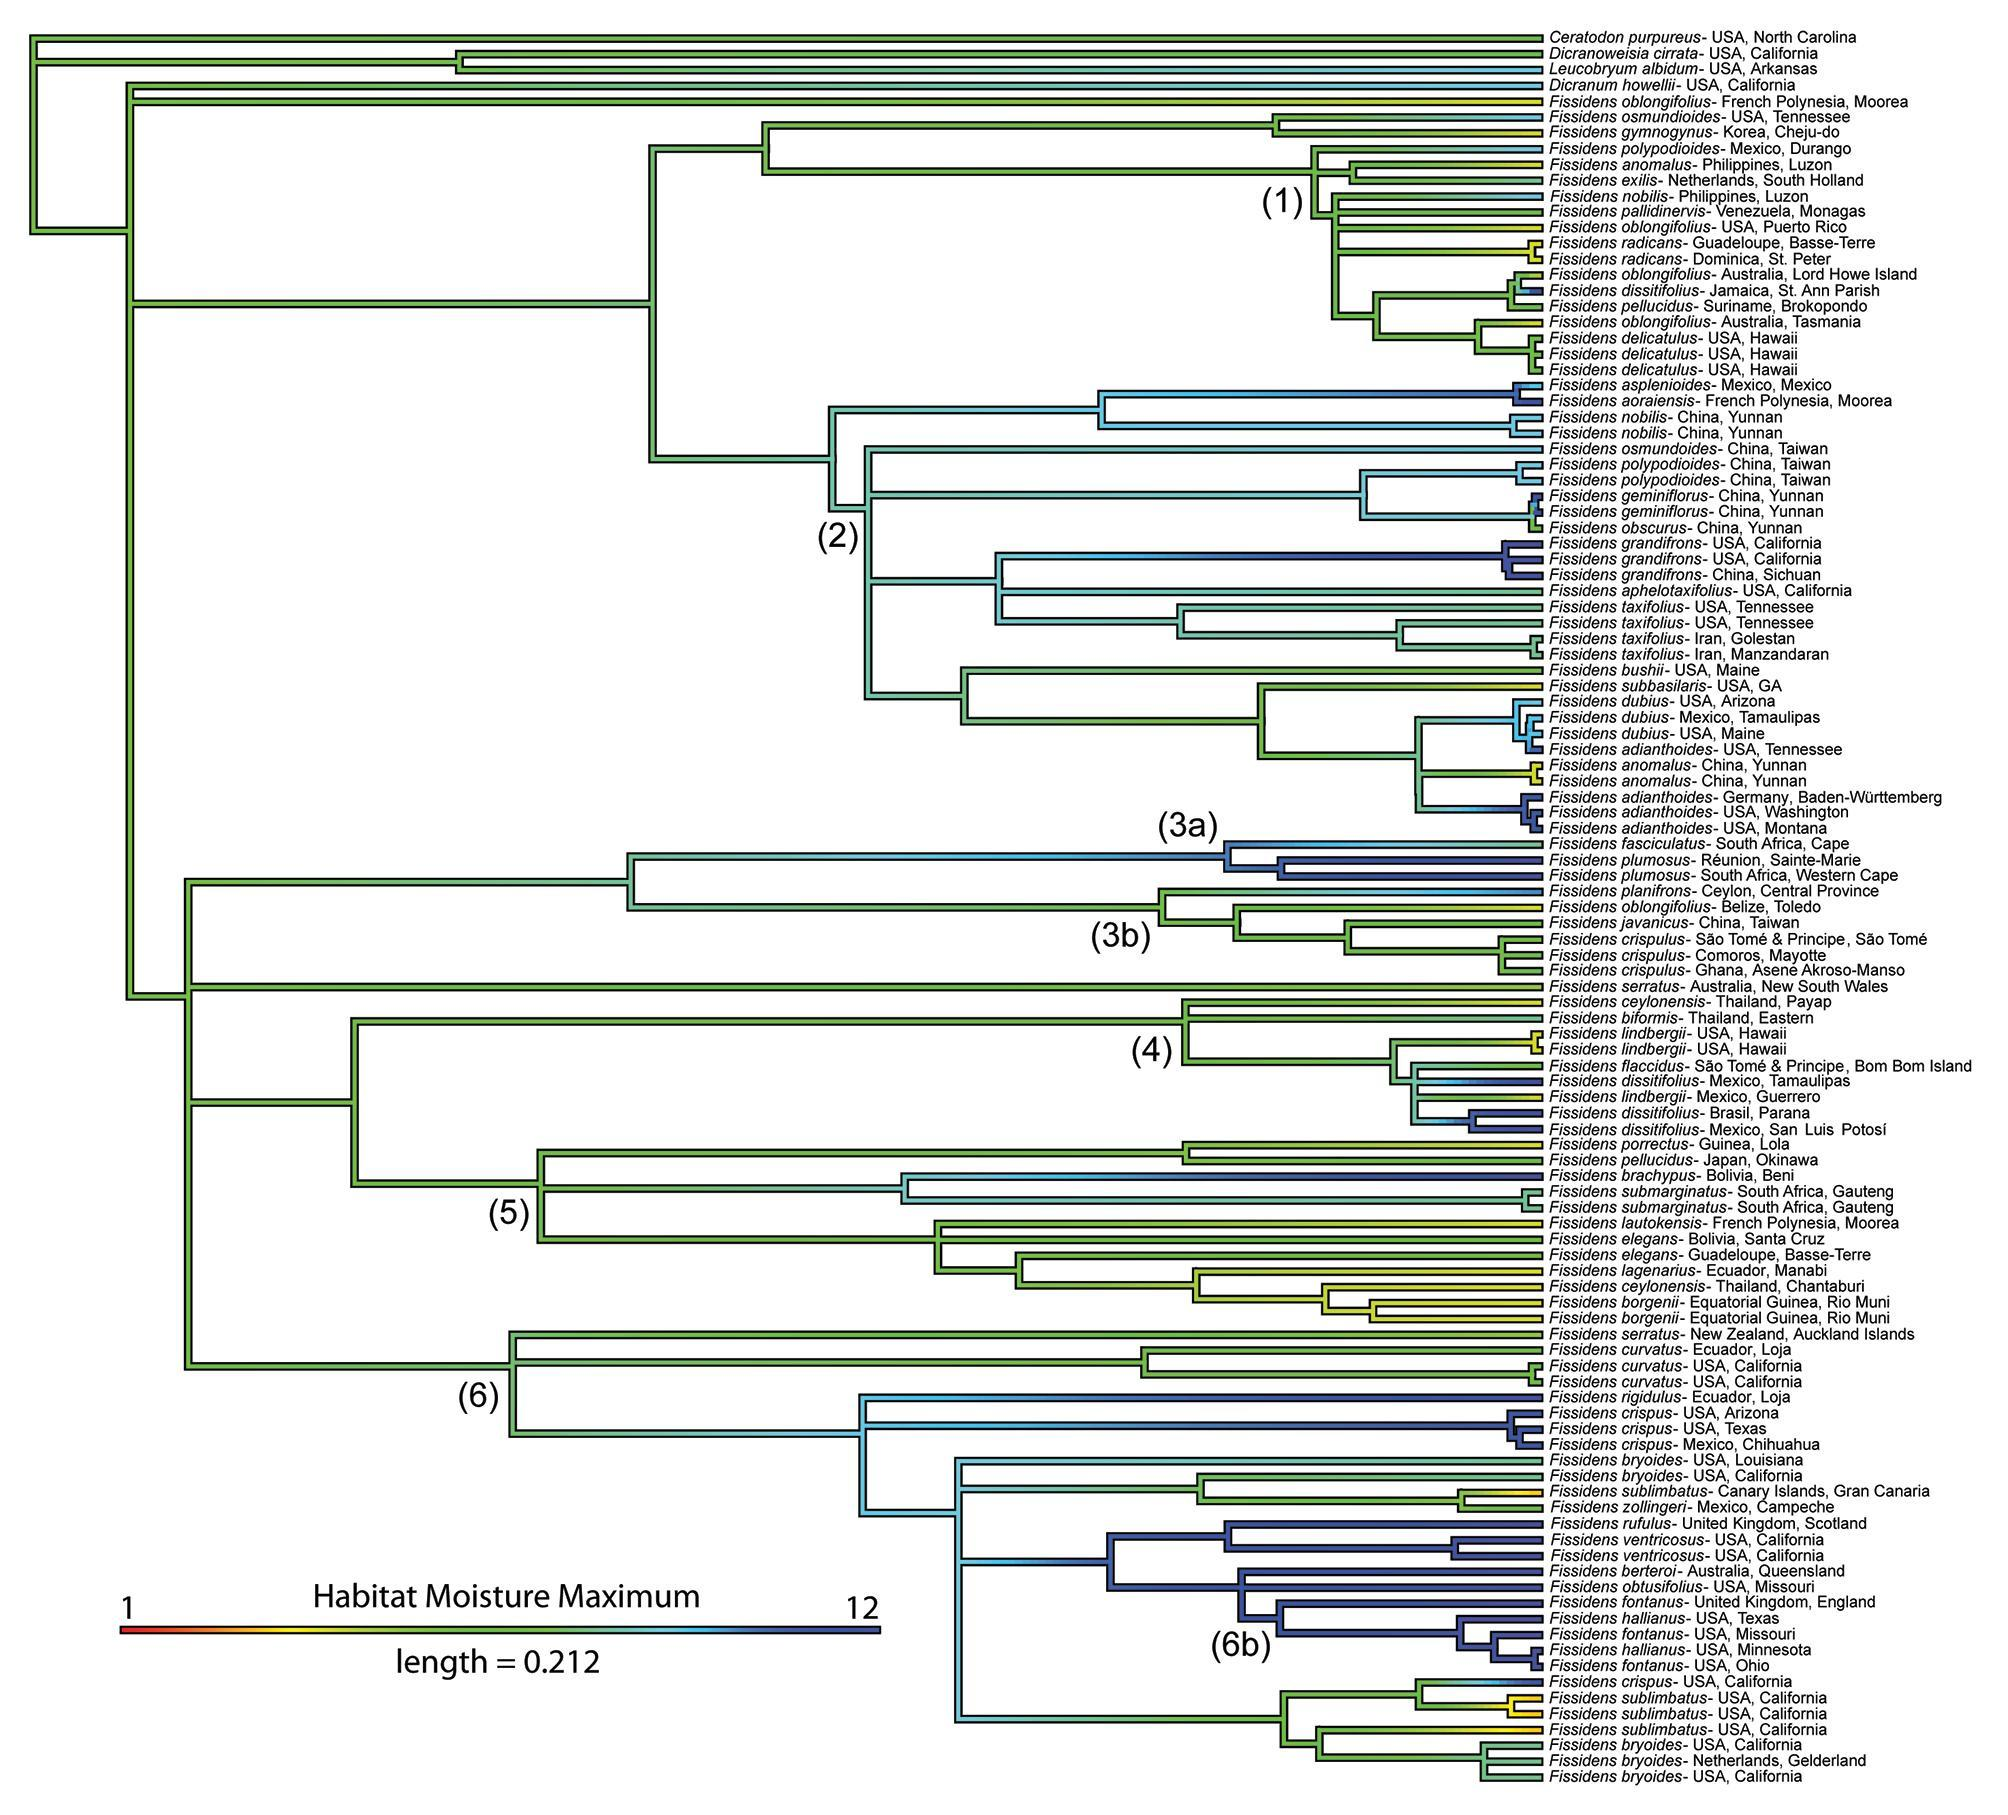 Ceratodon purpureus- USA, North Carolina
Dicranoweisia cirrata- USA, California
Leucobryum albidum- USA, Arkansas
Dicranum howellii- USA, California
Fissidens oblongifolius- French Polynesia, Moorea
Fissidens osmundioides- USA, Tennessee
Fissidens gymnogynus- Korea, Cheju-do
Fissidens polypodioides- Mexico, Durango
Fissidens anomalus- Philippines, Luzon
Fissidens exilis- Netherlands, South Holland
(1)
Fissidens nobilis- Philippines, Luzon
Fissidens pallidinervis- Venezuela, Monagas
Fissidens oblongifolius- USA, Puerto Rico
Fissidens radicans- Guadeloupe, Basse-Terre
Fissidens radicans- Dominica, St. Peter
Fissidens oblongifolius- Australia, Lord Howe Island
Fissidens dissitifolius- Jamaica, St. Ann Parish
Fissidens pellucidus- Suriname, Brokopondo
Fissidens oblongifolius- Australia, Tasmania
Fissidens delicatulus- USA, Hawaii
Fissidens delicatulus- USA, Hawaii
Fissidens delicatulus- USA, Hawaii
Fissidens asplenioides- Mexico, Mexico
Fissidens aoraiensis- French Polynesia, Moorea
Fissidens nobilis- China, Yunnan
Fissidens nobilis- China, Yunnan
Fissidens osmundoides- China, Taiwan
Fissidens polypodioides- China, Taiwan
Fissidens polypodioides- China, Taiwan
Fissidens geminiflorus- China, Yunnan
Fissidens geminiflorus- China, Yunnan
Fissidens obscurus- China, Yunnan
(2)
Fissidens grandifrons- USA, California
Fissidens grandifrons- USA, California
Fissidens grandifrons- China, Sichuan
Fissidens aphelotaxifolius- USA, California
Fissidens taxifolius- USA, Tennessee
Fissidens taxifolius- USA, Tennessee
Fissidens taxifolius- Iran, Golestan
Fissidens taxifolius- Iran, Manzandaran
Fissidens bushii- USA, Maine
Fissidens subbasilaris- USA, GA
Fissidens dubius- USA, Arizona
Fissidens dubius- Mexico, Tamaulipas
Fissidens dubius- USA, Maine
Fissidens adianthoides- USA, Tennessee
Fissidens anomalus- China, Yunnan
Fissidens anomalus- China, Yunnan
Fissidens adianthoides- Germany, Baden-Württemberg
Fissidens adianthoides- USA, Washington
Fissidens adianthoides- USA, Montana
(3a)
Fissidens fasciculatus- South Africa, Cape
Fissidens plumosus- Réunion, Sainte-Marie
Fissidens plumosus- South Africa, Western Cape
Fissidens planifrons- Ceylon, Central Province
Fissidens oblongifolius- Belize, Toledo
Fissidens javanicus- China, Taiwan
(3b)
Fissidens crispulus- São Tomé & Principe, São Tomé
Fissidens crispulus- Comoros, Mayotte
Fissidens crispulus- Ghana, Asene Akroso-Manso
Fissidens serratus- Australia, New South Wales
Fissidens ceylonensis- Thailand, Payap
Fissidens biformis- Thailand, Eastern
Fissidens lindbergii- USA, Hawaii
Fissidens lindbergii- USA, Hawaii
(4)
Fissidens flaccidus- São Tomé & Principe, Bom Bom Island
Fissidens dissitifolius- Mexico, Tamaulipas
Fissidens lindbergii- Mexico, Guerrero
Fissidens dissitifolius- Brasil, Parana
Fissidens dissitifolius- Mexico, San Luis Potosí
Fissidens porrectus- Guinea, Lola
Fissidens pellucidus- Japan, Okinawa
Fissidens brachypus- Bolivia, Beni
Fissidens submarginatus- South Africa, Gauteng
Fissidens submarginatus- South Africa, Gauteng
(5)
Fissidens lautokensis- French Polynesia, Moorea
Fissidens elegans- Bolivia, Santa Cruz
Fissidens elegans- Guadeloupe, Basse-Terre
Fissidens lagenarius- Ecuador, Manabi
Fissidens ceylonensis- Thailand, Chantaburi
Fissidens borgenii- Equatorial Guinea, Rio Muni
Fissidens borgenii- Equatorial Guinea, Rio Muni
Fissidens serratus- New Zealand, Auckland Islands
Fissidens curvatus- Ecuador, Loja
Fissidens curvatus- USA, California
Fissidens curvatus- USA, California
(6)
Fissidens rigidulus- Ecuador, Loja
Fissidens crispus- USA, Arizona
Fissidens crispus- USA, Texas
Fissidens crispus- Mexico, Chihuahua
Fissidens bryoides- USA, Louisiana
Fissidens bryoides- USA, California
Fissidens sublimbatus- Canary Islands, Gran Canaria
Fissidens zollingeri- Mexico, Campeche
Fissidens rufulus- United Kingdom, Scotland
Fissidens ventricosus- USA, California
Fissidens ventricosus- USA, California
Fissidens berteroi- Australia, Queensland
Fissidens obtusifolius- USA, Missouri
Fissidens fontanus- United Kingdom, England
Fissidens hallianus- USA, Texas
Fissidens fontanus- USA, Missouri
(6b)
Fissidens hallianus- USA, Minnesota
Fissidens fontanus- USA, Ohio
Fissidens crispus- USA, California
Fissidens sublimbatus- USA, California
Fissidens sublimbatus- USA, California
Fissidens sublimbatus- USA, California
Fissidens bryoides- USA, California
Fissidens bryoides- Netherlands, Gelderland
Fissidens bryoides- USA, California
Habitat Moisture Maximum
1 12
length = 0.212